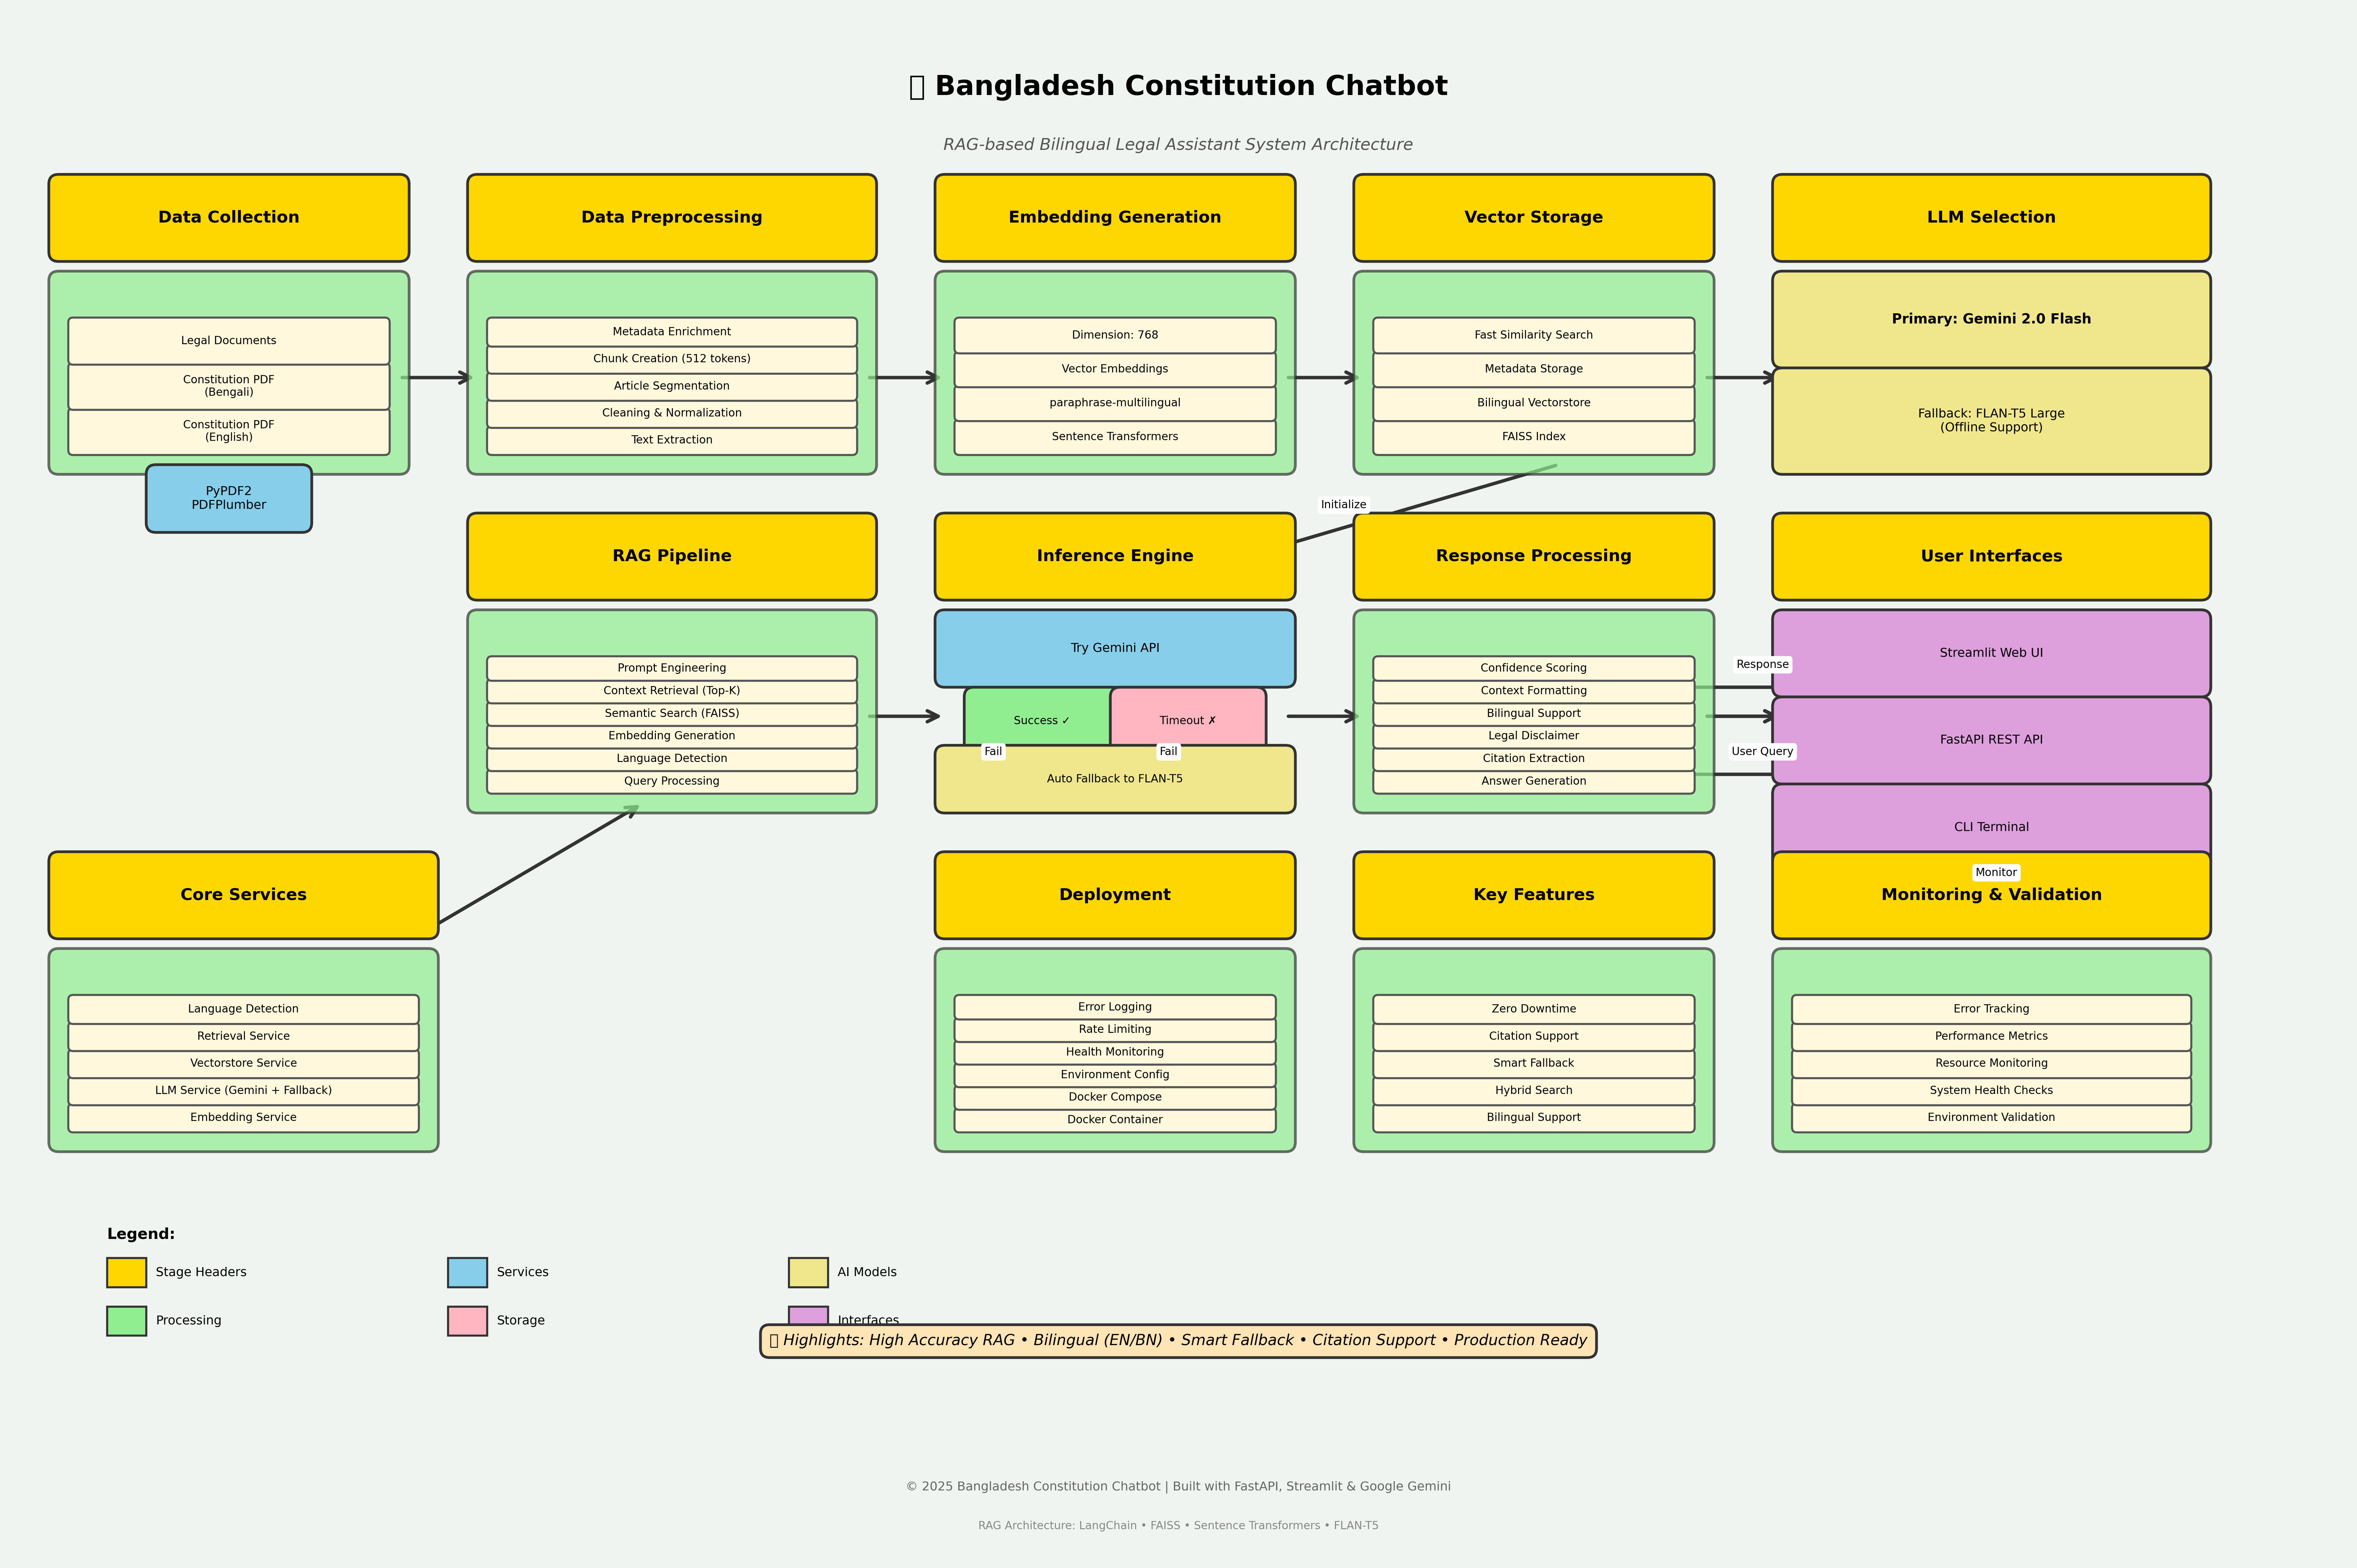 Bangladesh Constitution Chatbot
RAG-based Bilingual Legal Assistant System Architecture
Data Collection
Legal Documents
Constitution PDF
(Bengali)
Constitution PDF
(English)
PyPDF2
PDFPlumber
Data Preprocessing
Metadata Enrichment
Chunk Creation (512 tokens)
Article Segmentation
Cleaning & Normalization
Text Extraction
Embedding Generation
Dimension: 768
Vector Embeddings
paraphrase-multilingual
Sentence Transformers
Vector Storage
Fast Similarity Search
Metadata Storage
Bilingual Vectorstore
FAISS Index
LLM Selection
Primary: Gemini 2.0 Flash
Fallback: FLAN-T5 Large
(Offline Support)
Initialize
RAG Pipeline
Prompt Engineering
Context Retrieval (Top-K)
Semantic Search (FAISS)
Embedding Generation
Language Detection
Query Processing
Inference Engine
Try Gemini API
Success ✓
Timeout ✗
Fail
Fail
Auto Fallback to FLAN-T5
Response Processing
Confidence Scoring
Context Formatting
Bilingual Support
Legal Disclaimer
Citation Extraction
Answer Generation
Response
User Query
User Interfaces
Streamlit Web UI
FastAPI REST API
CLI Terminal
Core Services
Language Detection
Retrieval Service
Vectorstore Service
LLM Service (Gemini + Fallback)
Embedding Service
Deployment
Error Logging
Rate Limiting
Health Monitoring
Environment Config
Docker Compose
Docker Container
Key Features
Zero Downtime
Citation Support
Smart Fallback
Hybrid Search
Bilingual Support
Monitor
Monitoring & Validation
Error Tracking
Performance Metrics
Resource Monitoring
System Health Checks
Environment Validation
Legend:
Stage Headers
Services
AI Models
Processing
Storage
Interfaces
Highlights: High Accuracy RAG • Bilingual (EN/BN) • Smart Fallback • Citation Support • Production Ready
© 2025 Bangladesh Constitution Chatbot | Built with FastAPI, Streamlit & Google Gemini
RAG Architecture: LangChain • FAISS • Sentence Transformers • FLAN-T5